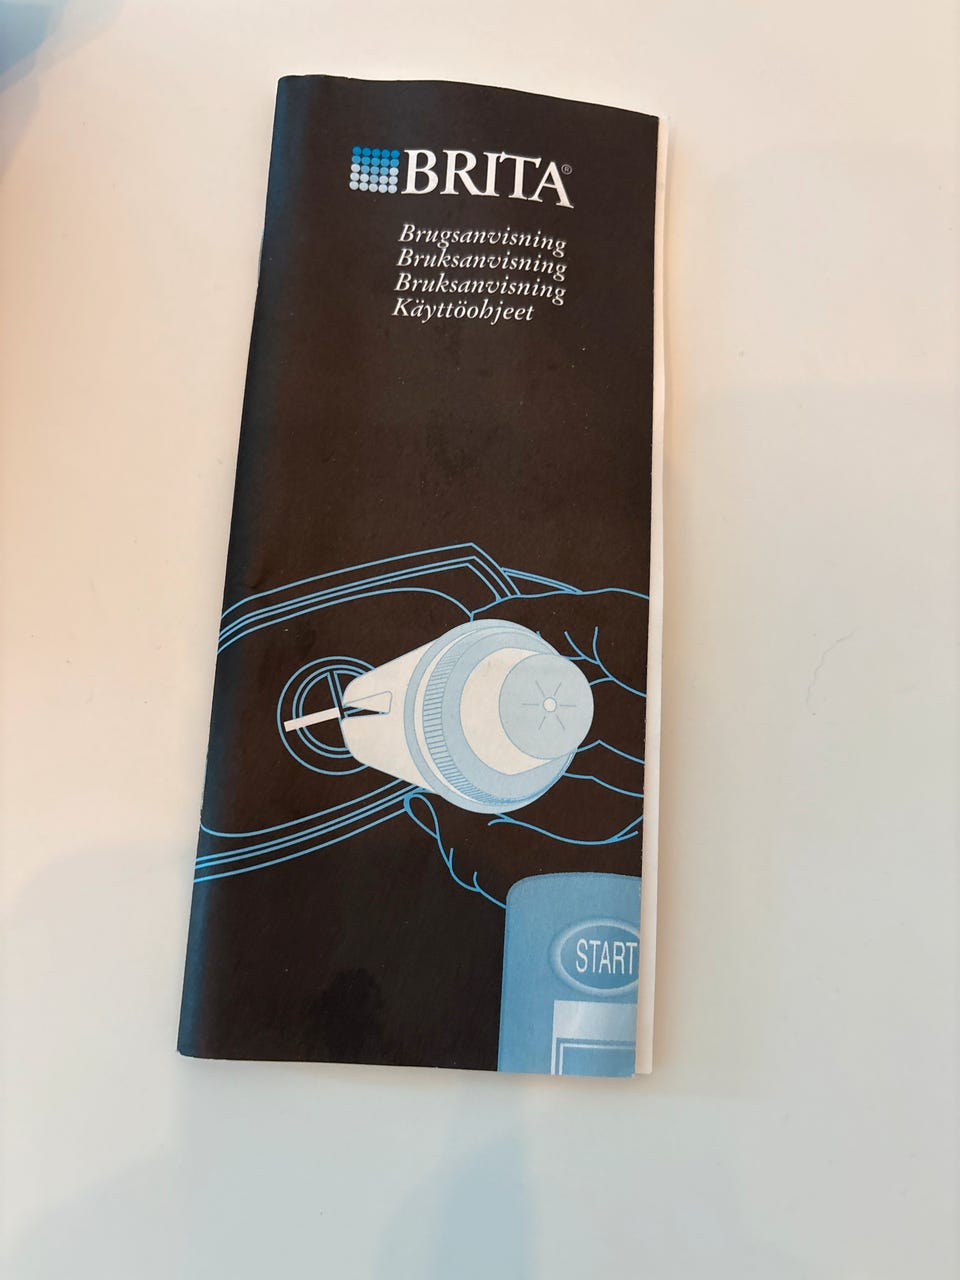 BRITA®
Brugsanvisning
Bruksanvisning
Bruksanvisning
Käyttöohjeet
START